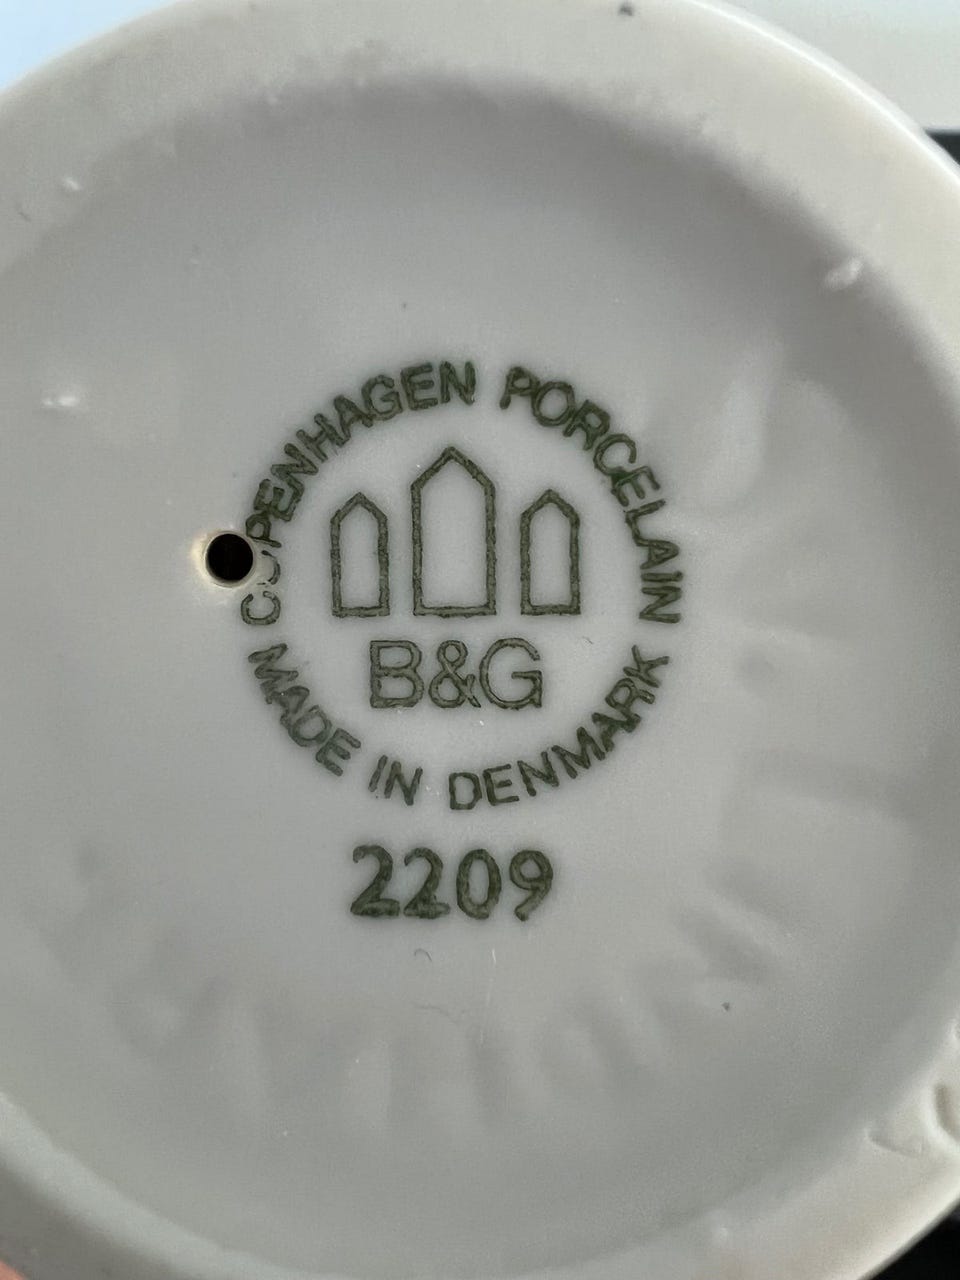 COPENHAGEN PORCELAIN
B&G
MADE IN DENMARK
2209